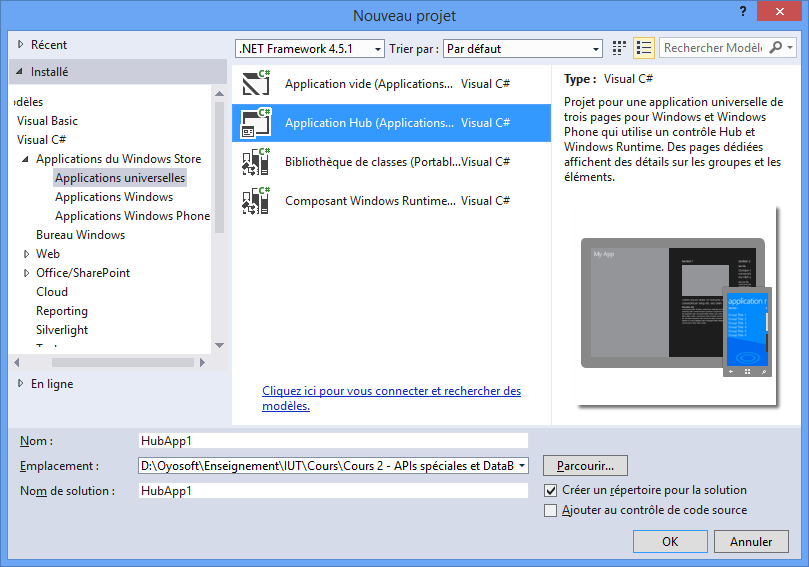 Nouveau projet
?
Récent
Installé
dèles
Visual Basic
Visual C#
Applications du Windows Store
Applications universelles
Applications Windows
Applications Windows Phone
Bureau Windows
Web
Office/SharePoint
Cloud
Reporting
Silverlight
En ligne
.NET Framework 4.5.1
Trier par :
Par défaut
Rechercher Modèle
C#
Application vide (Applications... Visual C#
C#
Application Hub (Applications... Visual C#
C#
Bibliothèque de classes (Portabl... Visual C#
C#
Composant Windows Runtime... Visual C#
Cliquez ici pour vous connecter et rechercher des
modèles.
Type : Visual C#
Projet pour une application universelle de
trois pages pour Windows et Windows
Phone qui utilise un contrôle Hub et
Windows Runtime. Des pages dédiées
affichent des détails sur les groupes et les
éléments.
My App
application
Nom :
HubApp1
Emplacement :
D:\Oyosoft\Enseignement\IUT\Cours\Cours 2 - APIs spéciales et DataB
Parcourir...
Nom de solution :
HubApp1
Créer un répertoire pour la solution
Ajouter au contrôle de code source
OK
Annuler